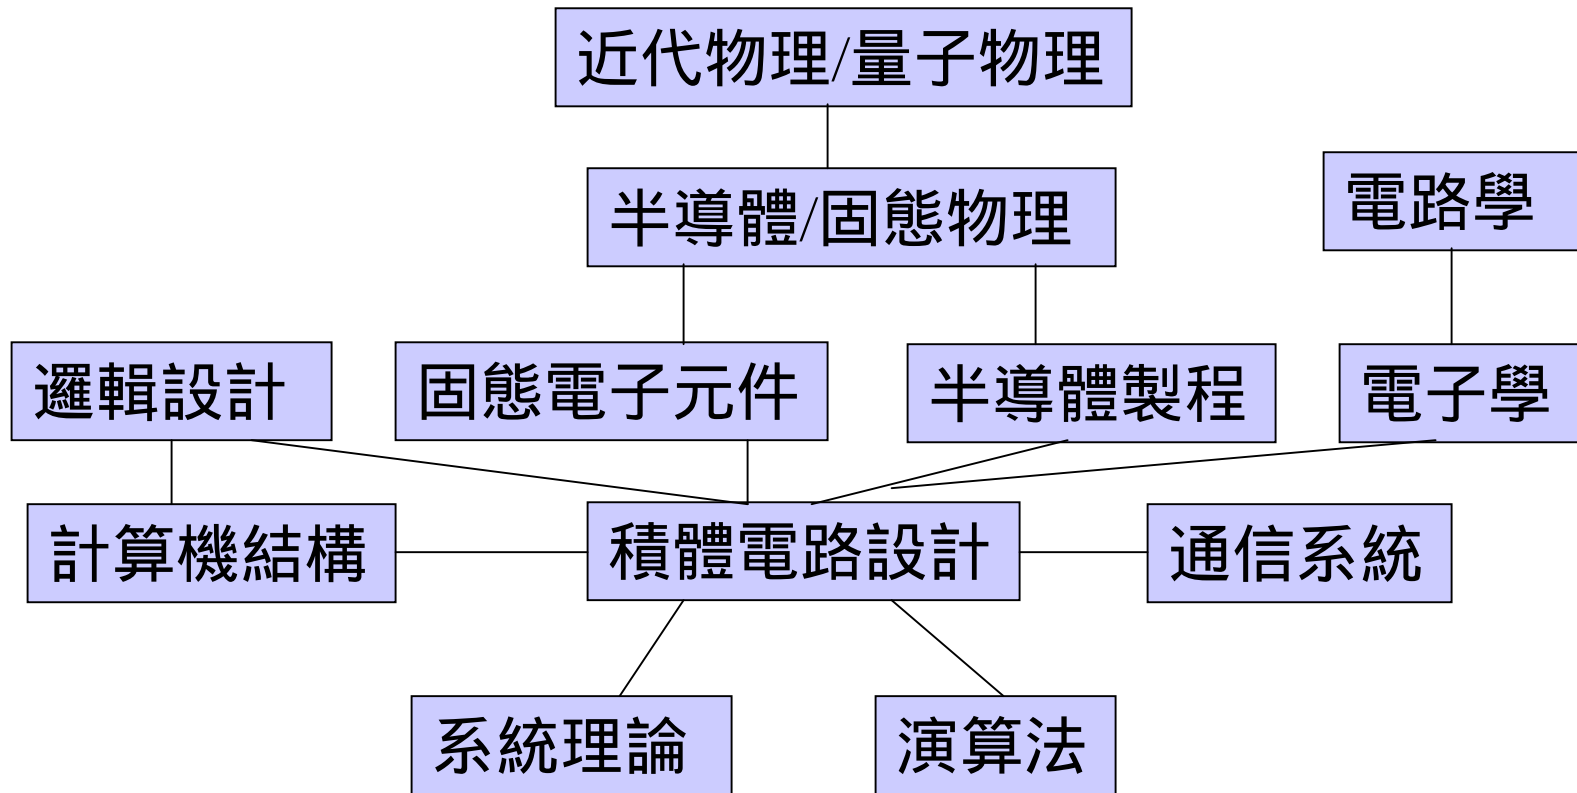 近代物理/量子物理
半導體/固態物理
電路學
邏輯設計
固態電子元件
半導體製程
電子學
計算機結構
積體電路設計
通信系統
系統理論
演算法